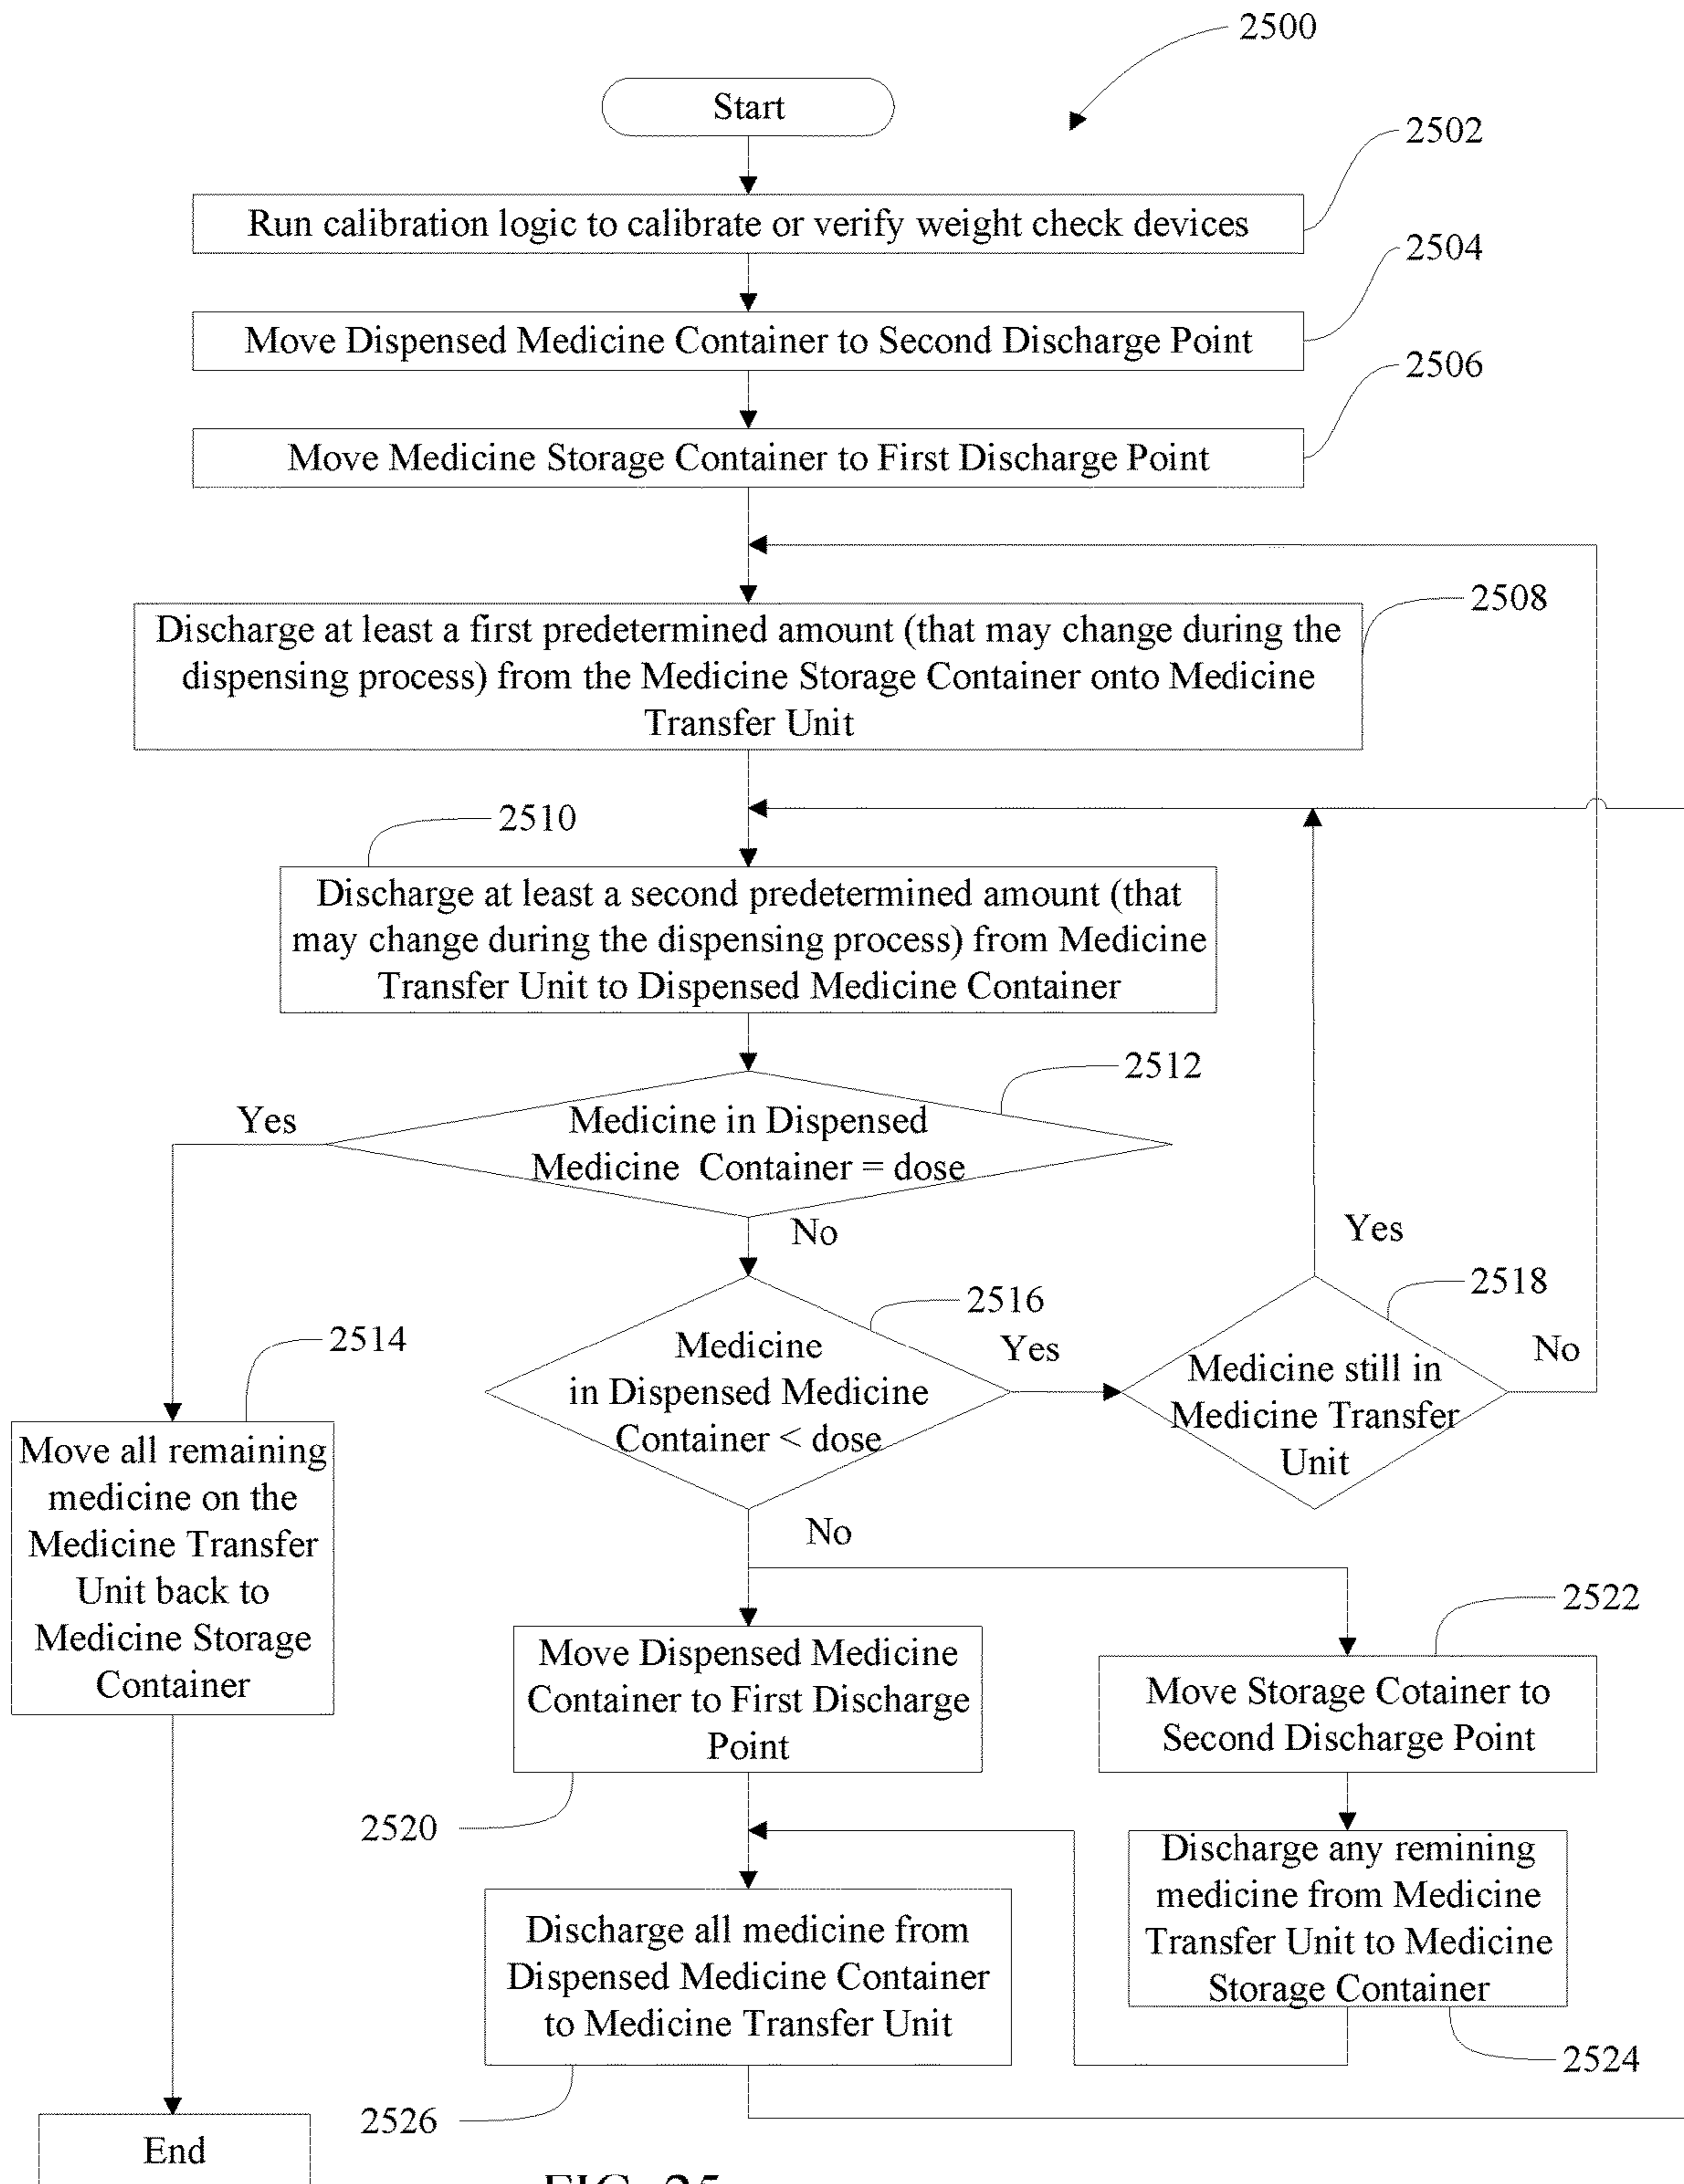 2500
Start
2502
Run calibration logic to calibrate or verify weight check devices
2504
Move Dispensed Medicine Container to Second Discharge Point
2506
Move Medicine Storage Container to First Discharge Point
2508
Discharge at least a first predetermined amount (that may change during the
dispensing process) from the Medicine Storage Container onto Medicine
Transfer Unit
2510
Discharge at least a second predetermined amount (that
may change during the dispensing process) from Medicine
Transfer Unit to Dispensed Medicine Container
2512
Yes
Medicine in Dispensed
Medicine Container = dose
No
2514
Move all remaining
medicine on the
Medicine Transfer
Unit back to
Medicine Storage
Container
2516
Medicine
in Dispensed Medicine
Container < dose
Yes
Yes
2518
No
Medicine still in
Medicine Transfer
Unit
No
Move Dispensed Medicine
Container to First Discharge
Point
2520
2522
Move Storage Cotainer to
Second Discharge Point
Discharge any remining
medicine from Medicine
Transfer Unit to Medicine
Storage Container
2524
Discharge all medicine from
Dispensed Medicine Container
to Medicine Transfer Unit
2526
End
FIG. 25